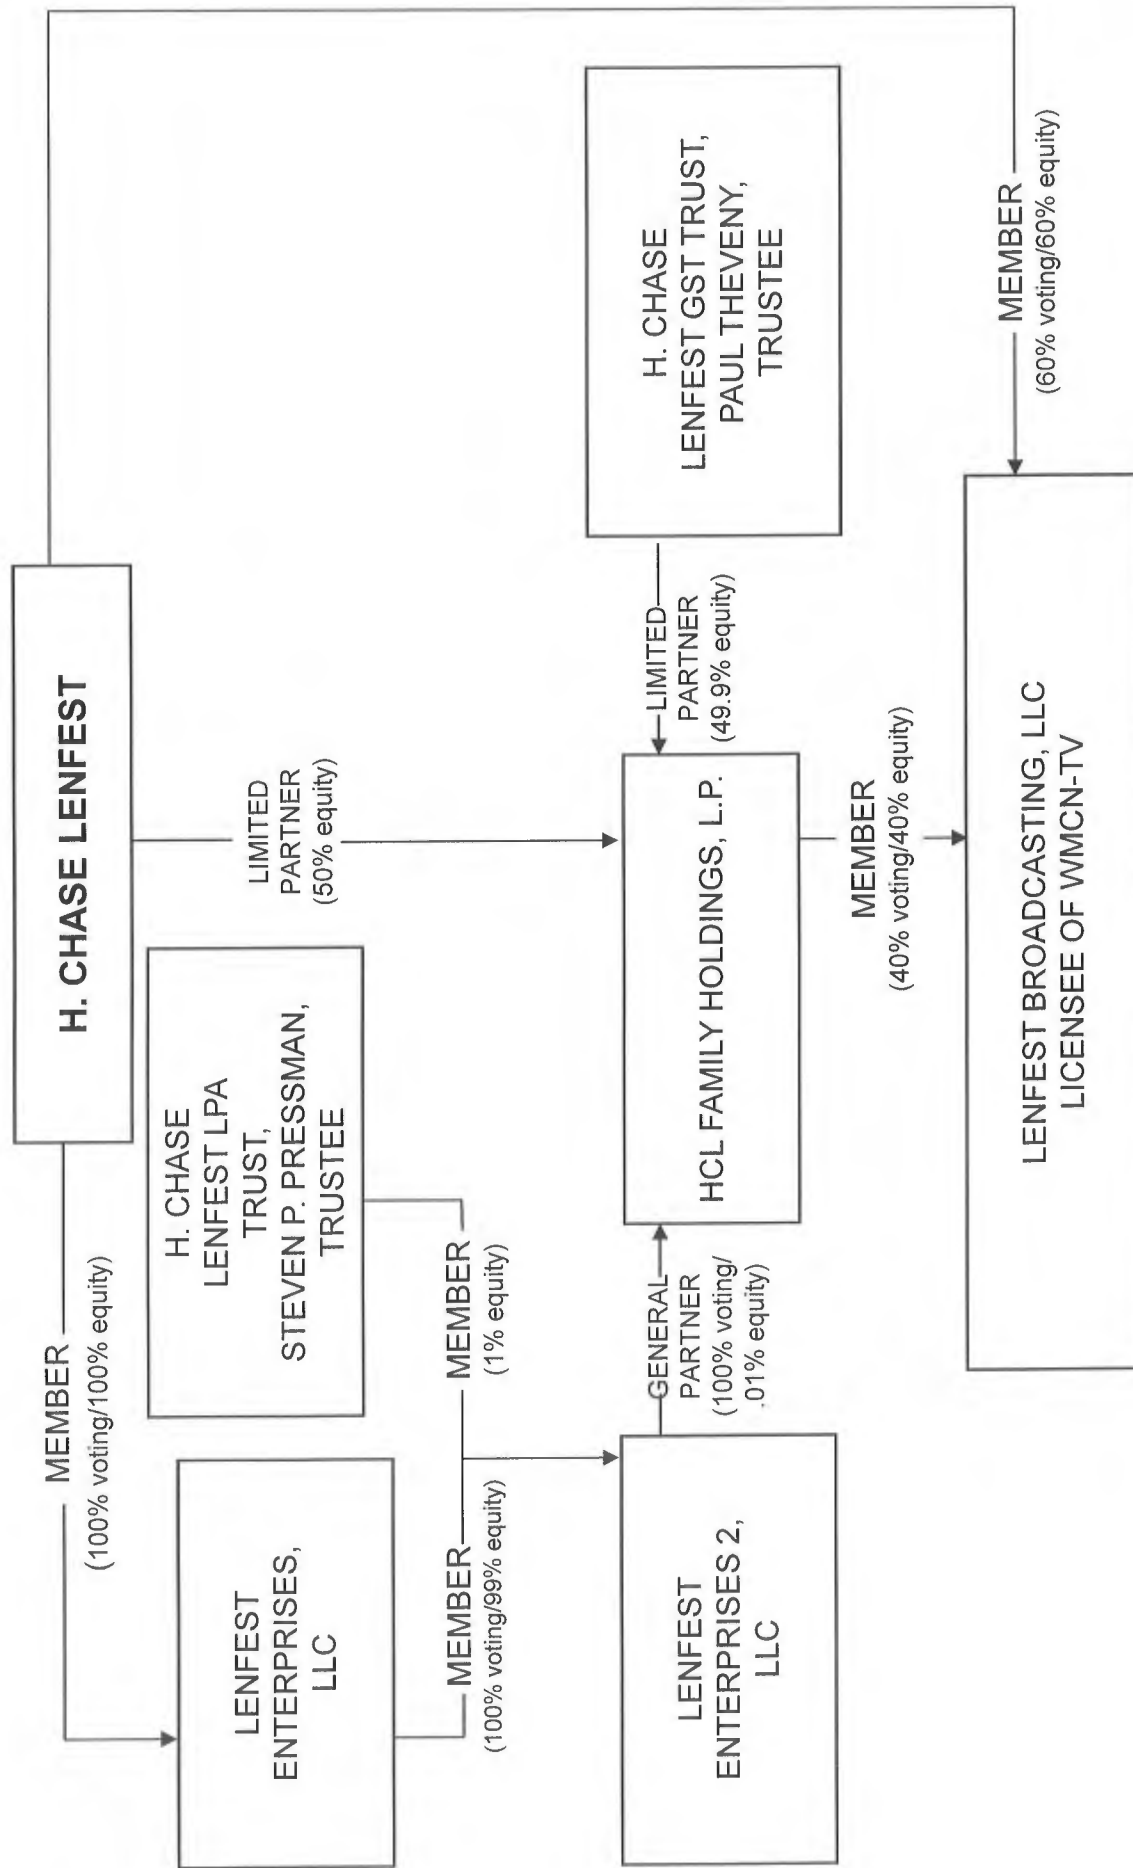 H. CHASE LENFEST
MEMBER
(100% voting/100% equity)
H. CHASE
LENFEST LPA
TRUST,
STEVEN P. PRESSMAN,
TRUSTEE
LENFEST
ENTERPRISES,
LLC
LIMITED
PARTNER
(50% equity)
MEMBER
(100% voting/99% equity)
MEMBER
(1% equity)
LENFEST
ENTERPRISES 2,
LLC
GENERAL
PARTNER
(100% voting/
.01% equity)
HCL FAMILY HOLDINGS, L.P.
LIMITED
PARTNER
(49.9% equity)
H. CHASE
LENFEST GST TRUST,
PAUL THEVENY,
TRUSTEE
MEMBER
(40% voting/40% equity)
MEMBER
(60% voting/60% equity)
LENFEST BROADCASTING, LLC
LICENSEE OF WMCN-TV